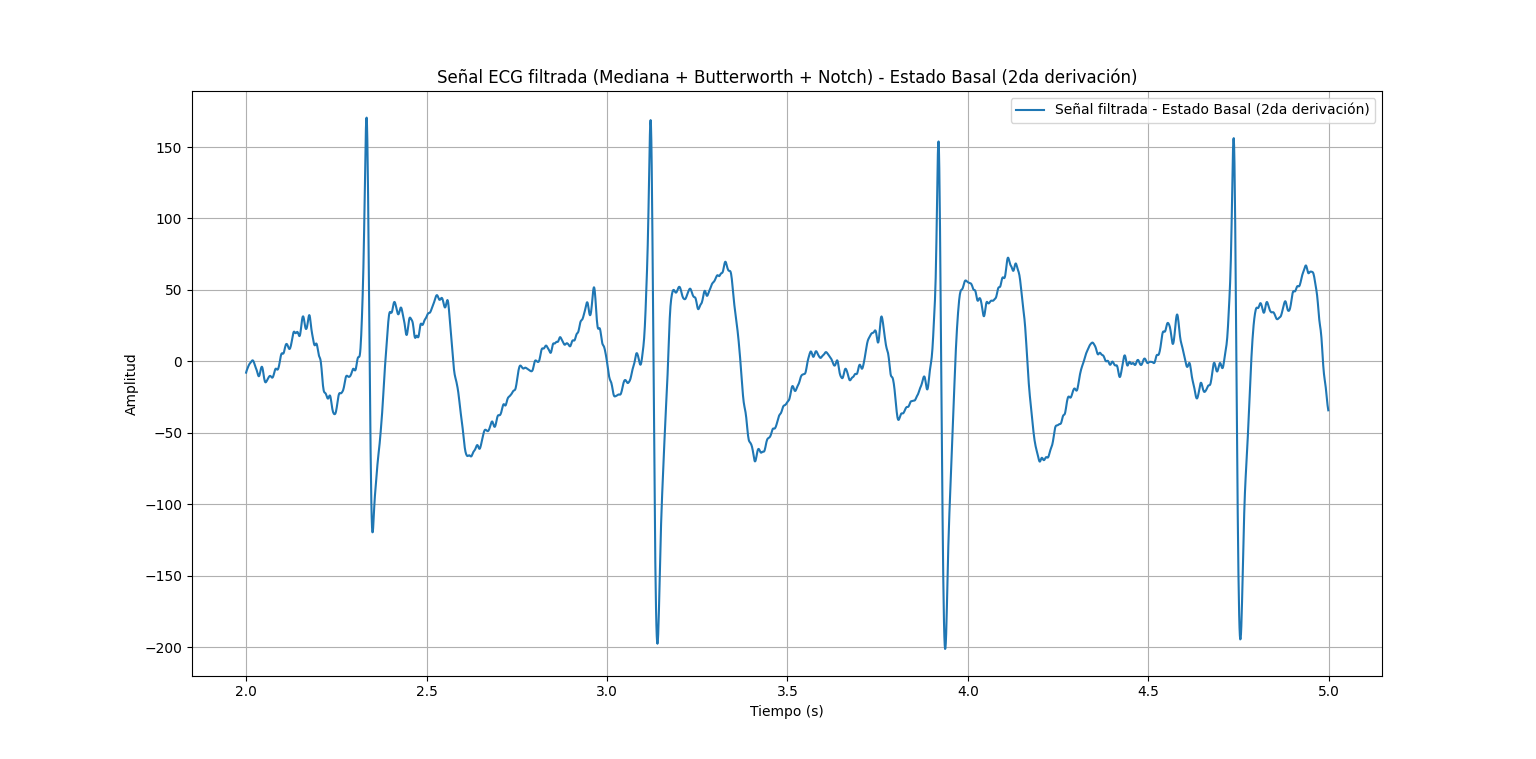 Señal ECG filtrada (Mediana + Butterworth + Notch) - Estado Basal (2da derivación)
Señal filtrada - Estado Basal (2da derivación)
150
100
50
0
−50
−100
−150
−200
Amplitud
2.0 2.5 3.0 3.5 4.0 4.5 5.0
Tiempo (s)